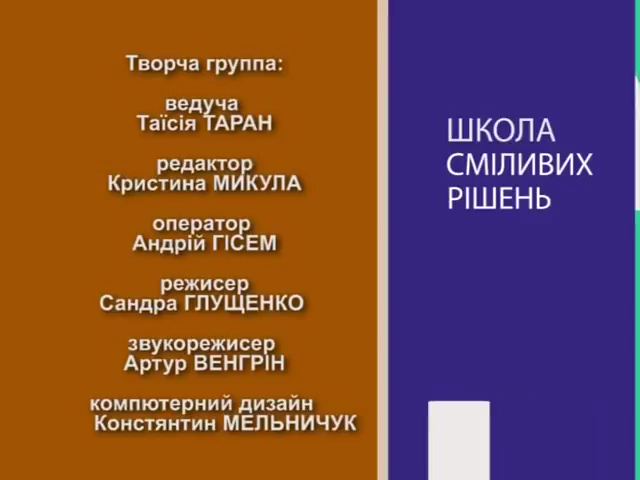 Творча группа:
ведуча
Таїсія ТАРАН
редактор
Кристина МИКУЛА
оператор
Андрій ГІСЕМ
режисер
Сандра ГЛУЩЕНКО
звукорежисер
Артур ВЕНГРІН
компютерний дизайн
Констянтин МЕЛЬНИЧУК
ШКОЛА
СМІЛИВИХ
РІШЕНЬ